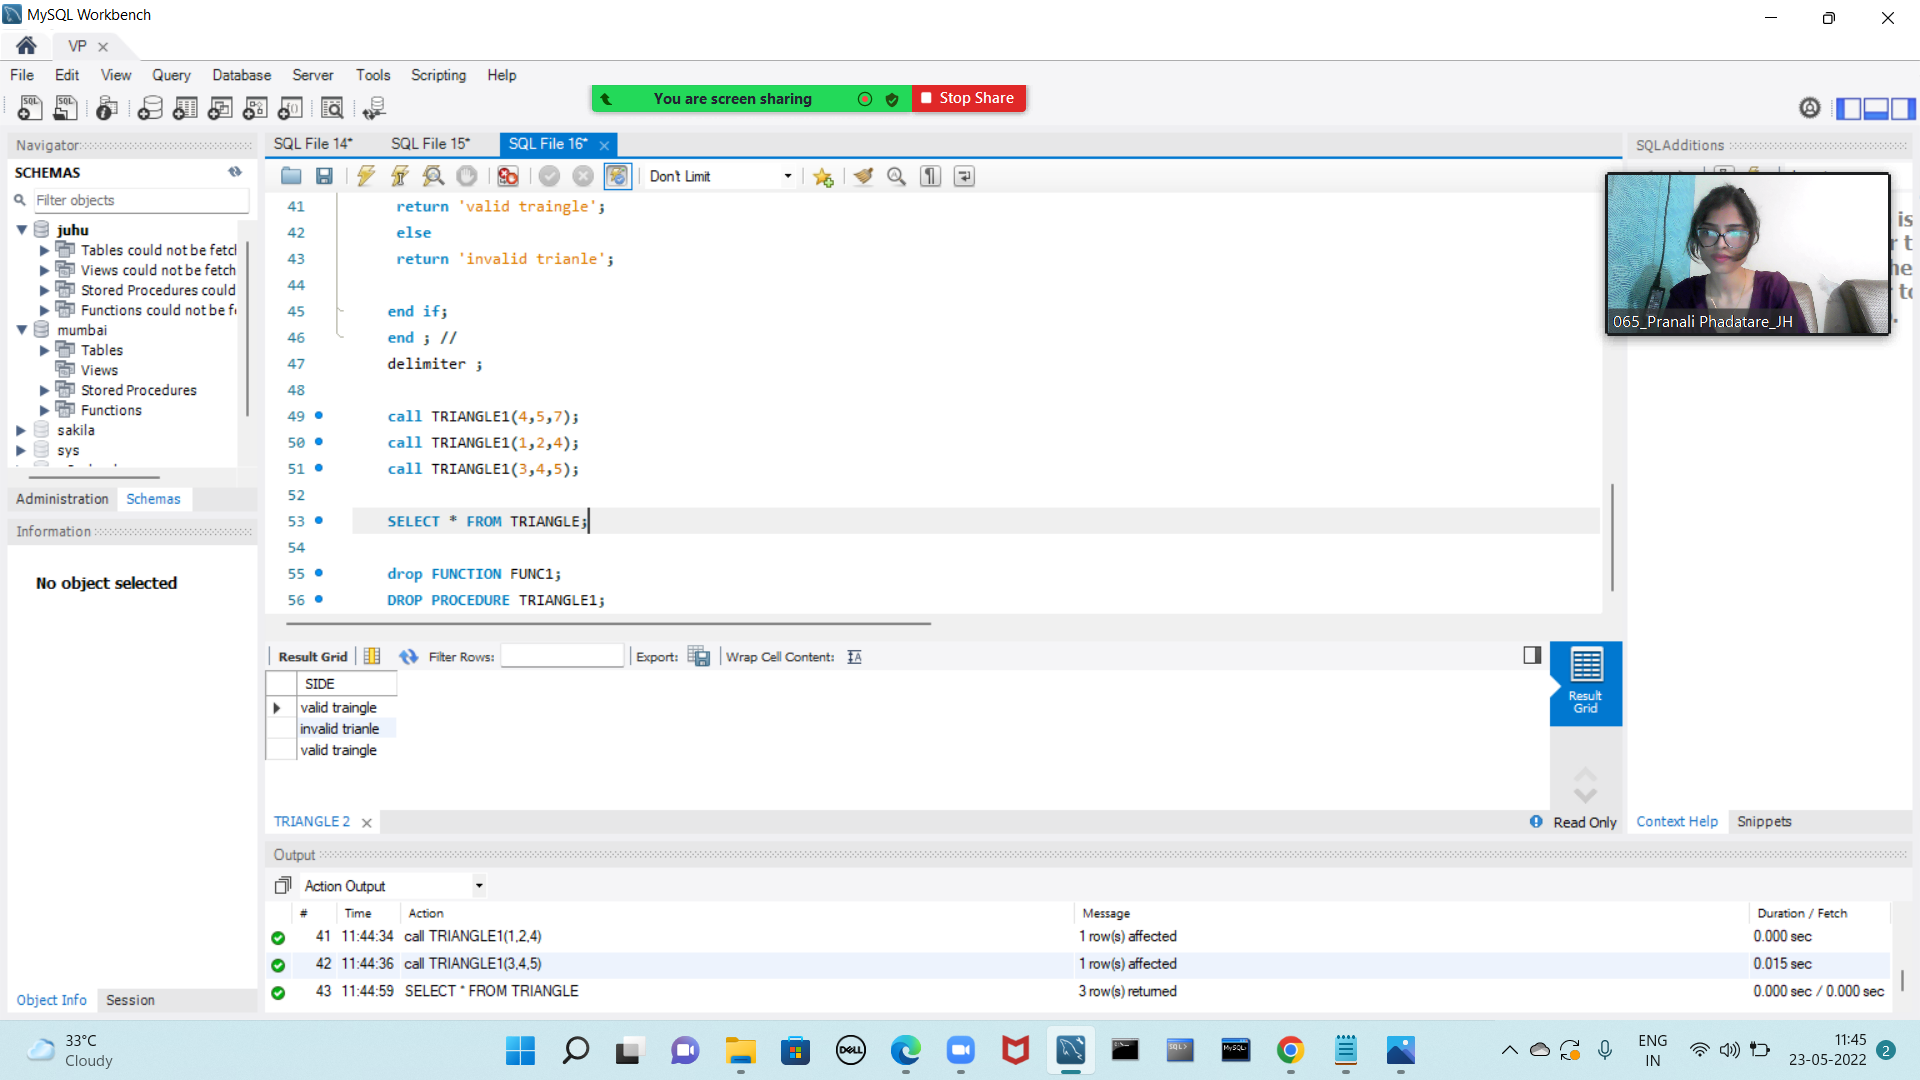 MySQL Workbench
VP
File Edit View Query Database Server Tools Scripting Help
You are screen sharing
Stop Share
Navigator
SCHEMAS
Filter objects
juhu
Tables could not be fetch
Views could not be fetch
Stored Procedures could
Functions could not be f
mumbai
Tables
Views
Stored Procedures
Functions
sakila
sys
Administration Schemas
Information
No object selected
Object Info Session
SQL File 14* SQL File 15* SQL File 16*
Don't Limit
41 return 'valid traingle';
42 else
43 return 'invalid trianle';
44
45 end if;
46 end ; //
47 delimiter ;
48
49 call TRIANGLE1(4,5,7);
50 call TRIANGLE1(1,2,4);
51 call TRIANGLE1(3,4,5);
52
53 SELECT * FROM TRIANGLE;
54
55 drop FUNCTION FUNC1;
56 DROP PROCEDURE TRIANGLE1;
Result Grid Filter Rows: Export: Wrap Cell Content:
SIDE
valid traingle
invalid trianle
valid traingle
Result
Grid
TRIANGLE 2
Read Only
SQLAdditions
065_Pranali Phadatare_JH
Context Help Snippets
Output
Action Output
# Time Action Message Duration / Fetch
41 11:44:34 call TRIANGLE1(1,2,4) 1 row(s) affected 0.000 sec
42 11:44:36 call TRIANGLE1(3,4,5) 1 row(s) affected 0.015 sec
43 11:44:59 SELECT * FROM TRIANGLE 3 row(s) returned 0.000 sec / 0.000 sec
33°C
Cloudy
DELL
SQL>
MySQL
ENG
IN
11:45
23-05-2022
2